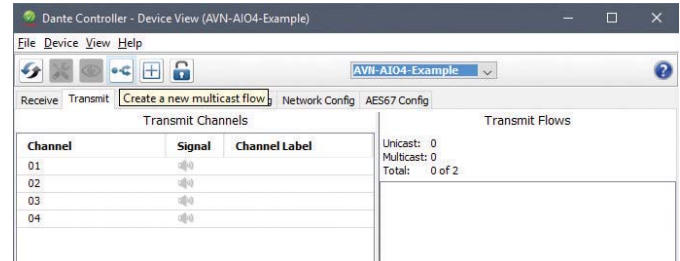 Dante Controller - Device View (AVN-AIO4-Example)
File Device View Help
AVN-AIO4-Example
Receive Transmit Create a new multicast flow Network Config AES67 Config
Transmit Channels
Channel Signal Channel Label
01
02
03
04
Transmit Flows
Unicast: 0
Multicast: 0
Total: 0 of 2